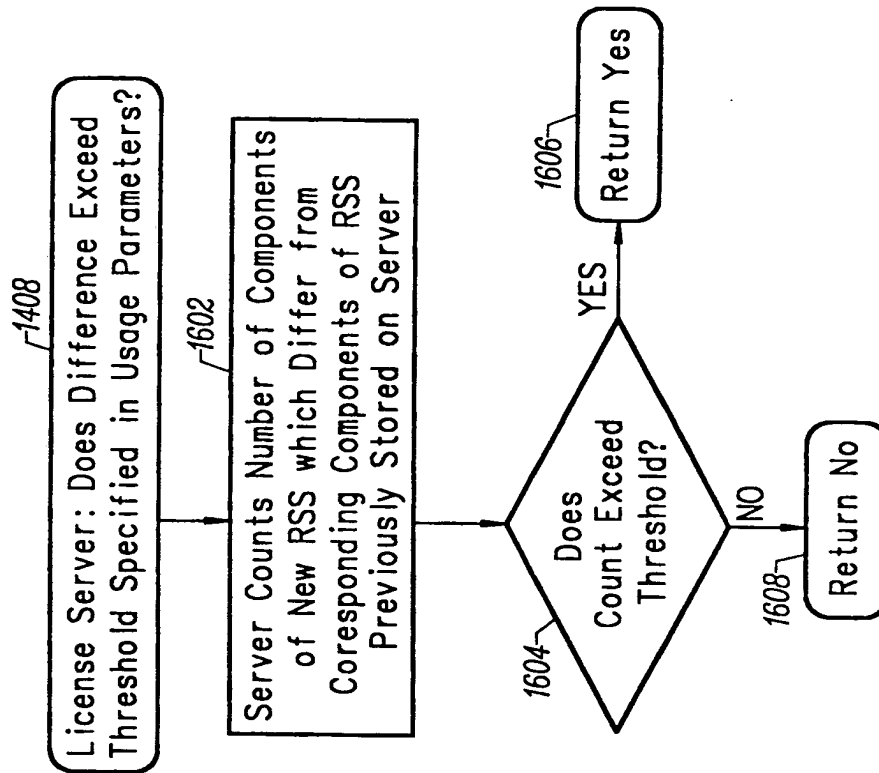 1408
License Server: Does Difference Exceed
Threshold Specified in Usage Parameters?
1602
Server Counts Number of Components
of New RSS which Differ from
Coresponding Components of RSS
Previously Stored on Server
1604
Does
Count Exceed
Threshold?
YES
1606
Return Yes
NO
1608
Return No